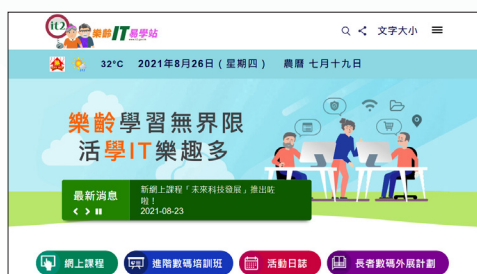 it2 樂齡IT易學站
文字大小
32°C 2021年8月26日(星期四) 農曆 七月十九日
樂齡學習無界限
活學IT樂趣多
最新消息
新網上課程「未來科技發展」推出咗
啦!
2021-08-23
網上課程 進階數碼培訓班 活動日誌 長者數碼外展計劃